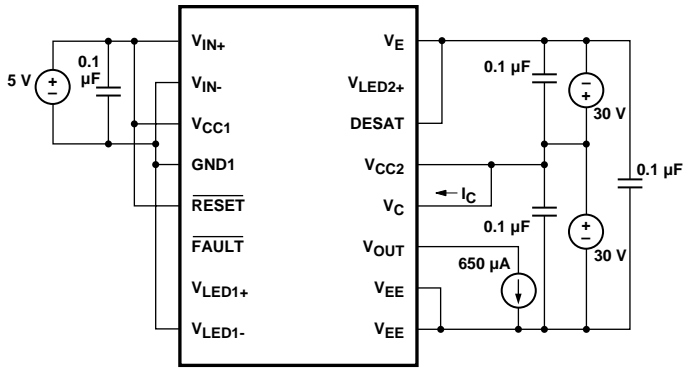 5 V
+
−
0.1
µF
VIN+
VIN-
VCC1
GND1
RESET
FAULT
VLED1+
VLED1-
VE
VLED2+
DESAT
VCC2
VC
VOUT
VEE
VEE
IC
650 µA
0.1 µF
−
+
30 V
0.1 µF
0.1 µF
+
−
30 V